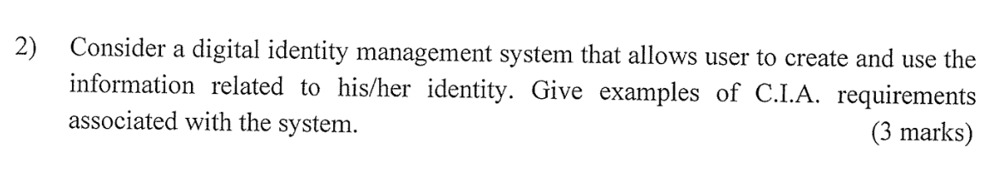 2) Consider a digital identity management system that allows user to create and use the
information related to his/her identity. Give examples of C.I.A. requirements
associated with the system. (3 marks)